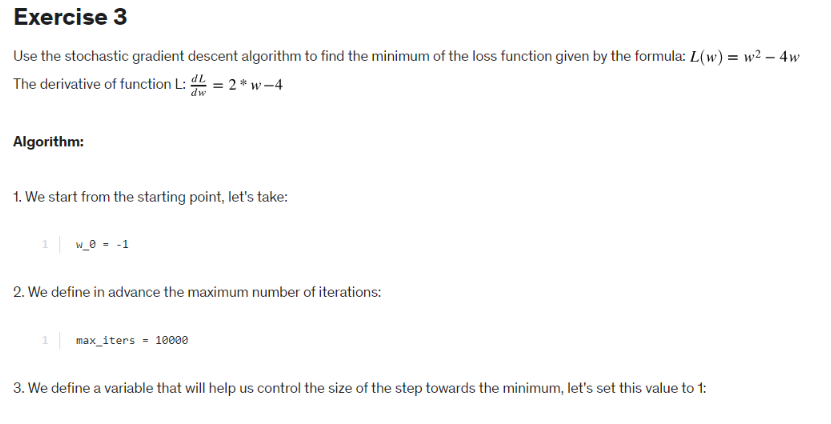 Exercise 3
Use the stochastic gradient descent algorithm to find the minimum of the loss function given by the formula: L(w) = w² – 4w
The derivative of function L: dL/dw = 2 * w–4
Algorithm:
1. We start from the starting point, let's take:
1 w_0 = -1
2. We define in advance the maximum number of iterations:
1 max_iters = 10000
3. We define a variable that will help us control the size of the step towards the minimum, let's set this value to 1: